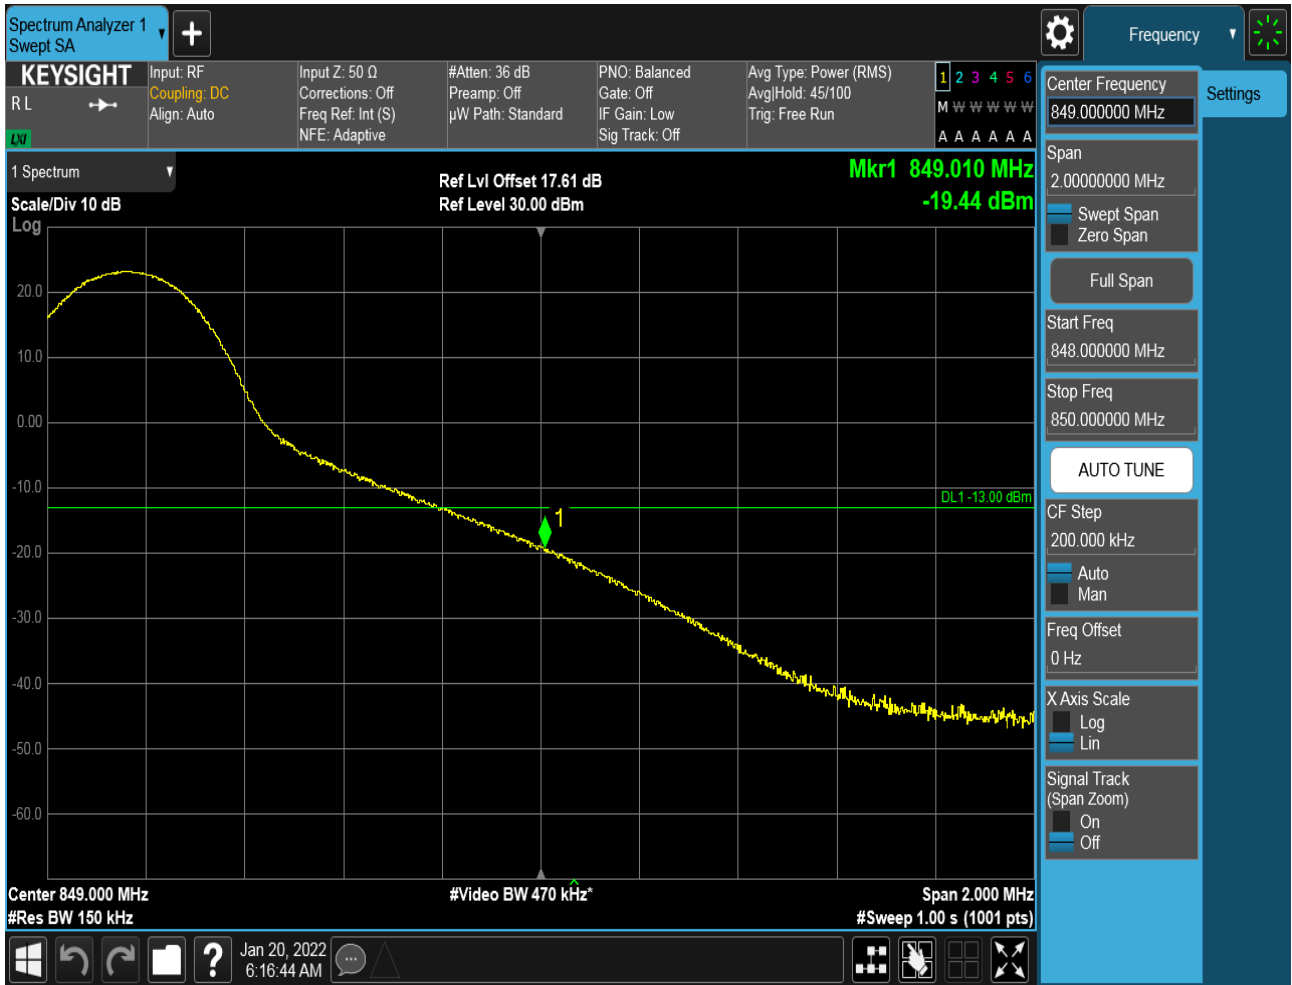 Spectrum Analyzer 1
Swept SA
+
Frequency
KEYSIGHT
R L
LXI
Input: RF
Coupling: DC
Align: Auto
Input Z: 50 Ω
Corrections: Off
Freq Ref: Int (S)
NFE: Adaptive
#Atten: 36 dB
Preamp: Off
µW Path: Standard
PNO: Balanced
Gate: Off
IF Gain: Low
Sig Track: Off
Avg Type: Power (RMS)
Avg|Hold: 45/100
Trig: Free Run
1 2 3 4 5 6
M W W W W W
A A A A A A
1 Spectrum
Scale/Div 10 dB
Log
Ref Lvl Offset 17.61 dB
Ref Level 30.00 dBm
Mkr1 849.010 MHz
-19.44 dBm
20.0
10.0
0.00
-10.0
-20.0
-30.0
-40.0
-50.0
-60.0
DL1 -13.00 dBm
1
Center 849.000 MHz
#Res BW 150 kHz
#Video BW 470 kHz*
Span 2.000 MHz
#Sweep 1.00 s (1001 pts)
?
Jan 20, 2022
6:16:44 AM
Center Frequency
849.000000 MHz
Span
2.00000000 MHz
Swept Span
Zero Span
Full Span
Start Freq
848.000000 MHz
Stop Freq
850.000000 MHz
AUTO TUNE
CF Step
200.000 kHz
Auto
Man
Freq Offset
0 Hz
X Axis Scale
Log
Lin
Signal Track
(Span Zoom)
On
Off
Settings